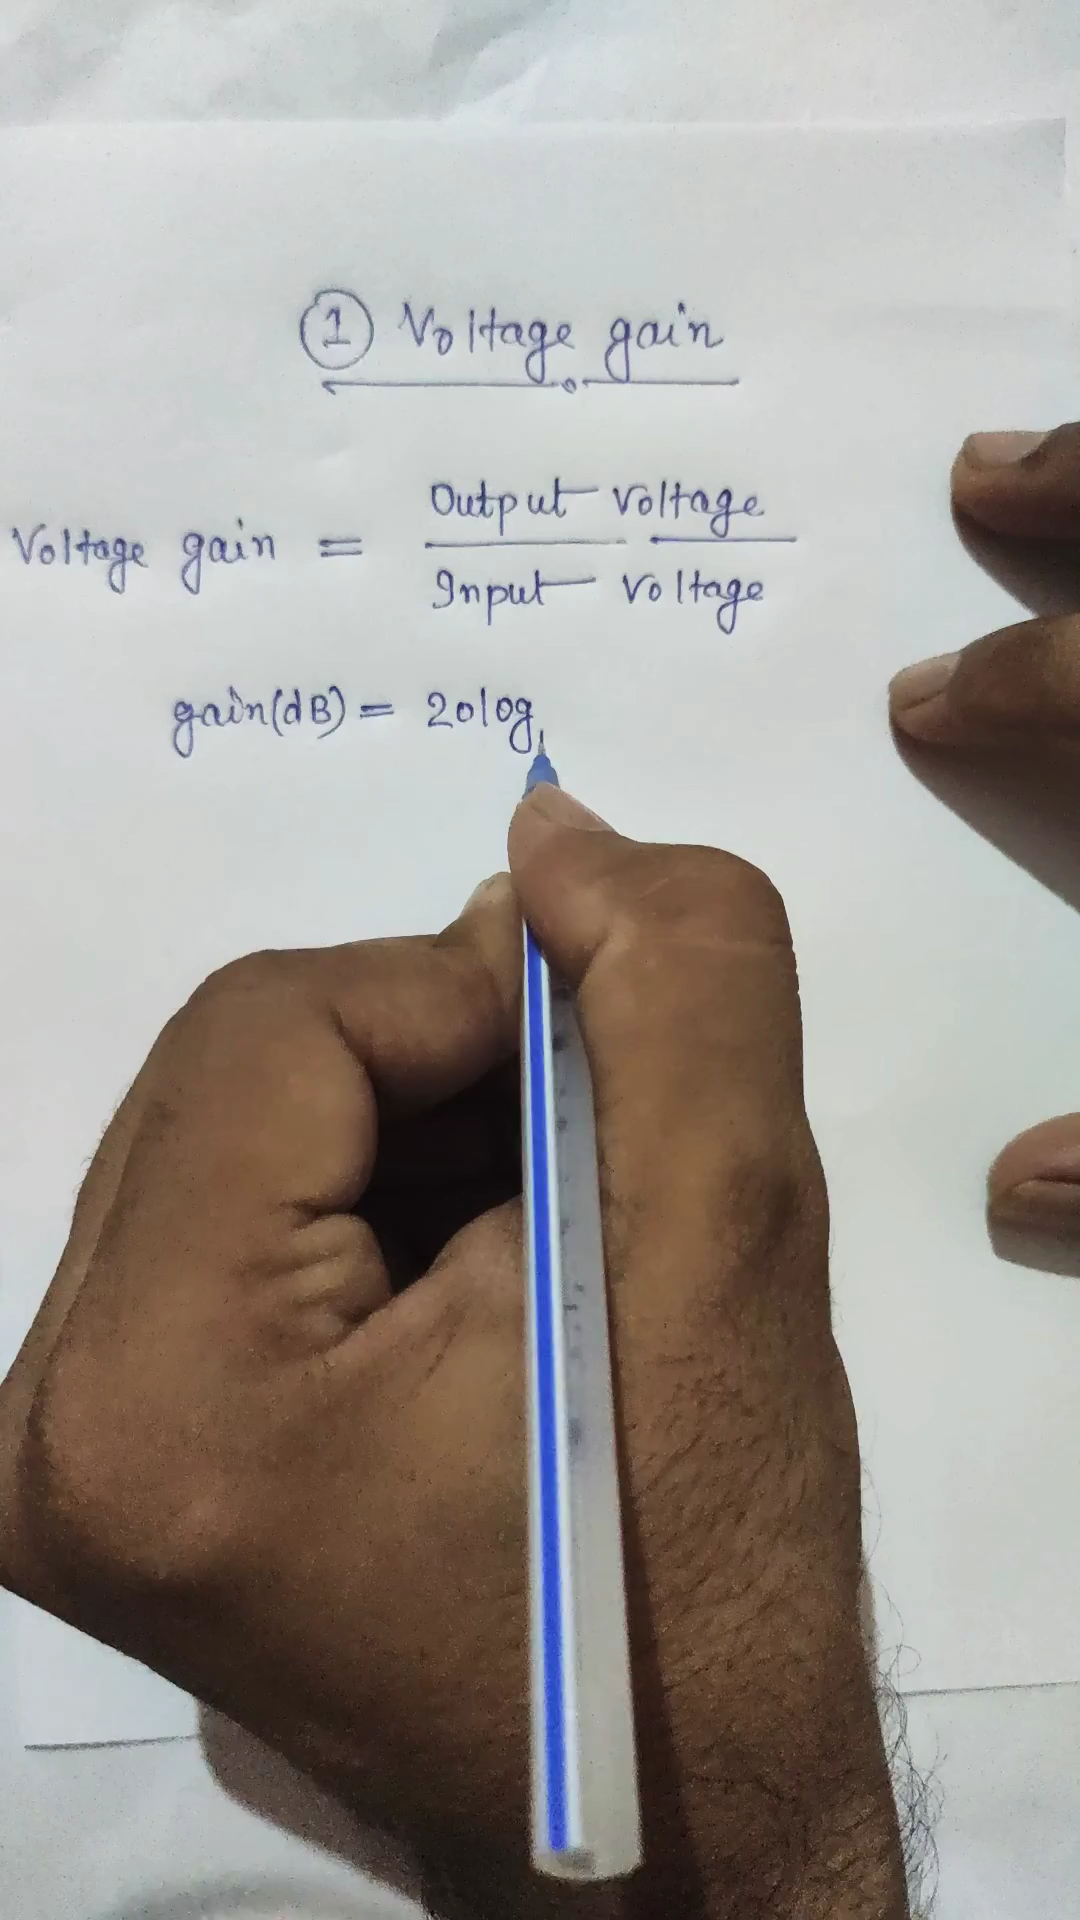 ① Voltage gain
Voltage gain = Output Voltage
Input Voltage
gain(dB) = 20log